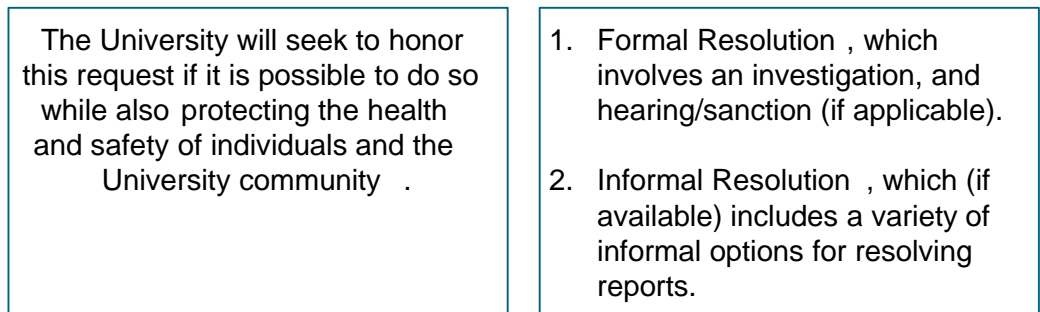 The University will seek to honor
this request if it is possible to do so
while also protecting the health
and safety of individuals and the
University community .
1. Formal Resolution , which
involves an investigation, and
hearing/sanction (if applicable).
2. Informal Resolution , which (if
available) includes a variety of
informal options for resolving
reports.